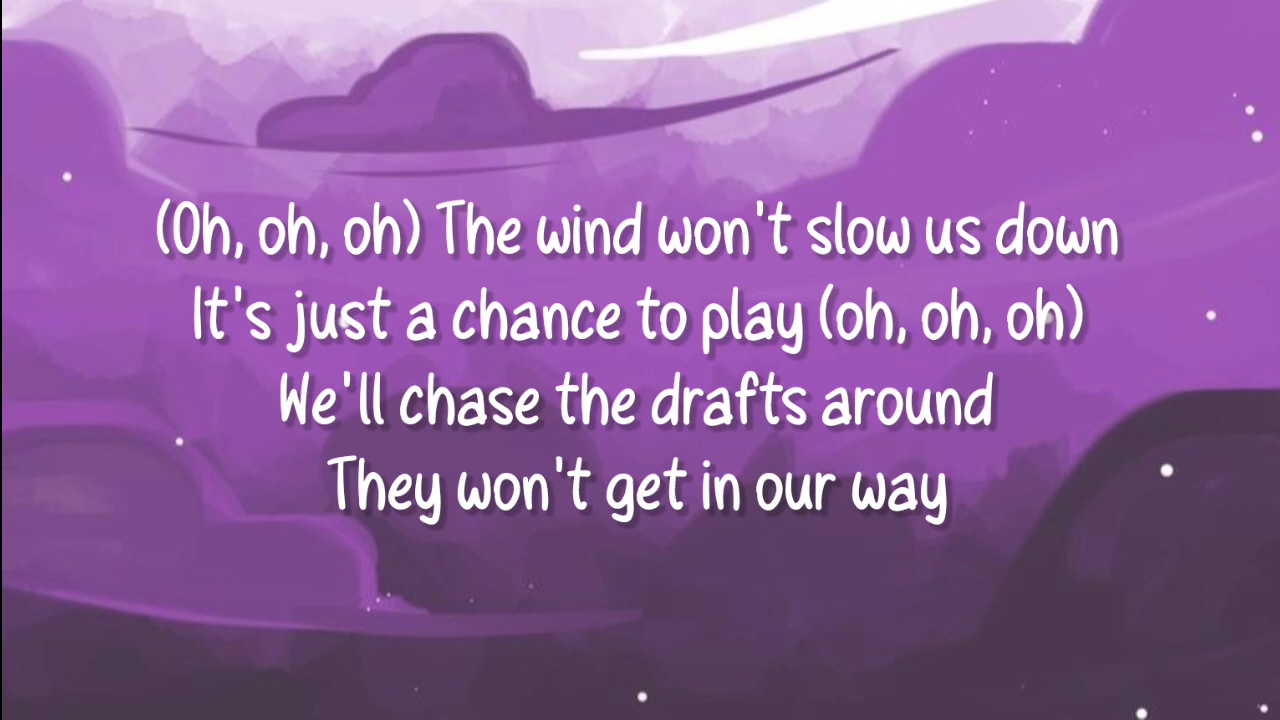 (Oh, oh, oh) The wind won't slow us down
It's just a chance to play (oh, oh, oh)
We'll chase the drafts around
They won't get in our way